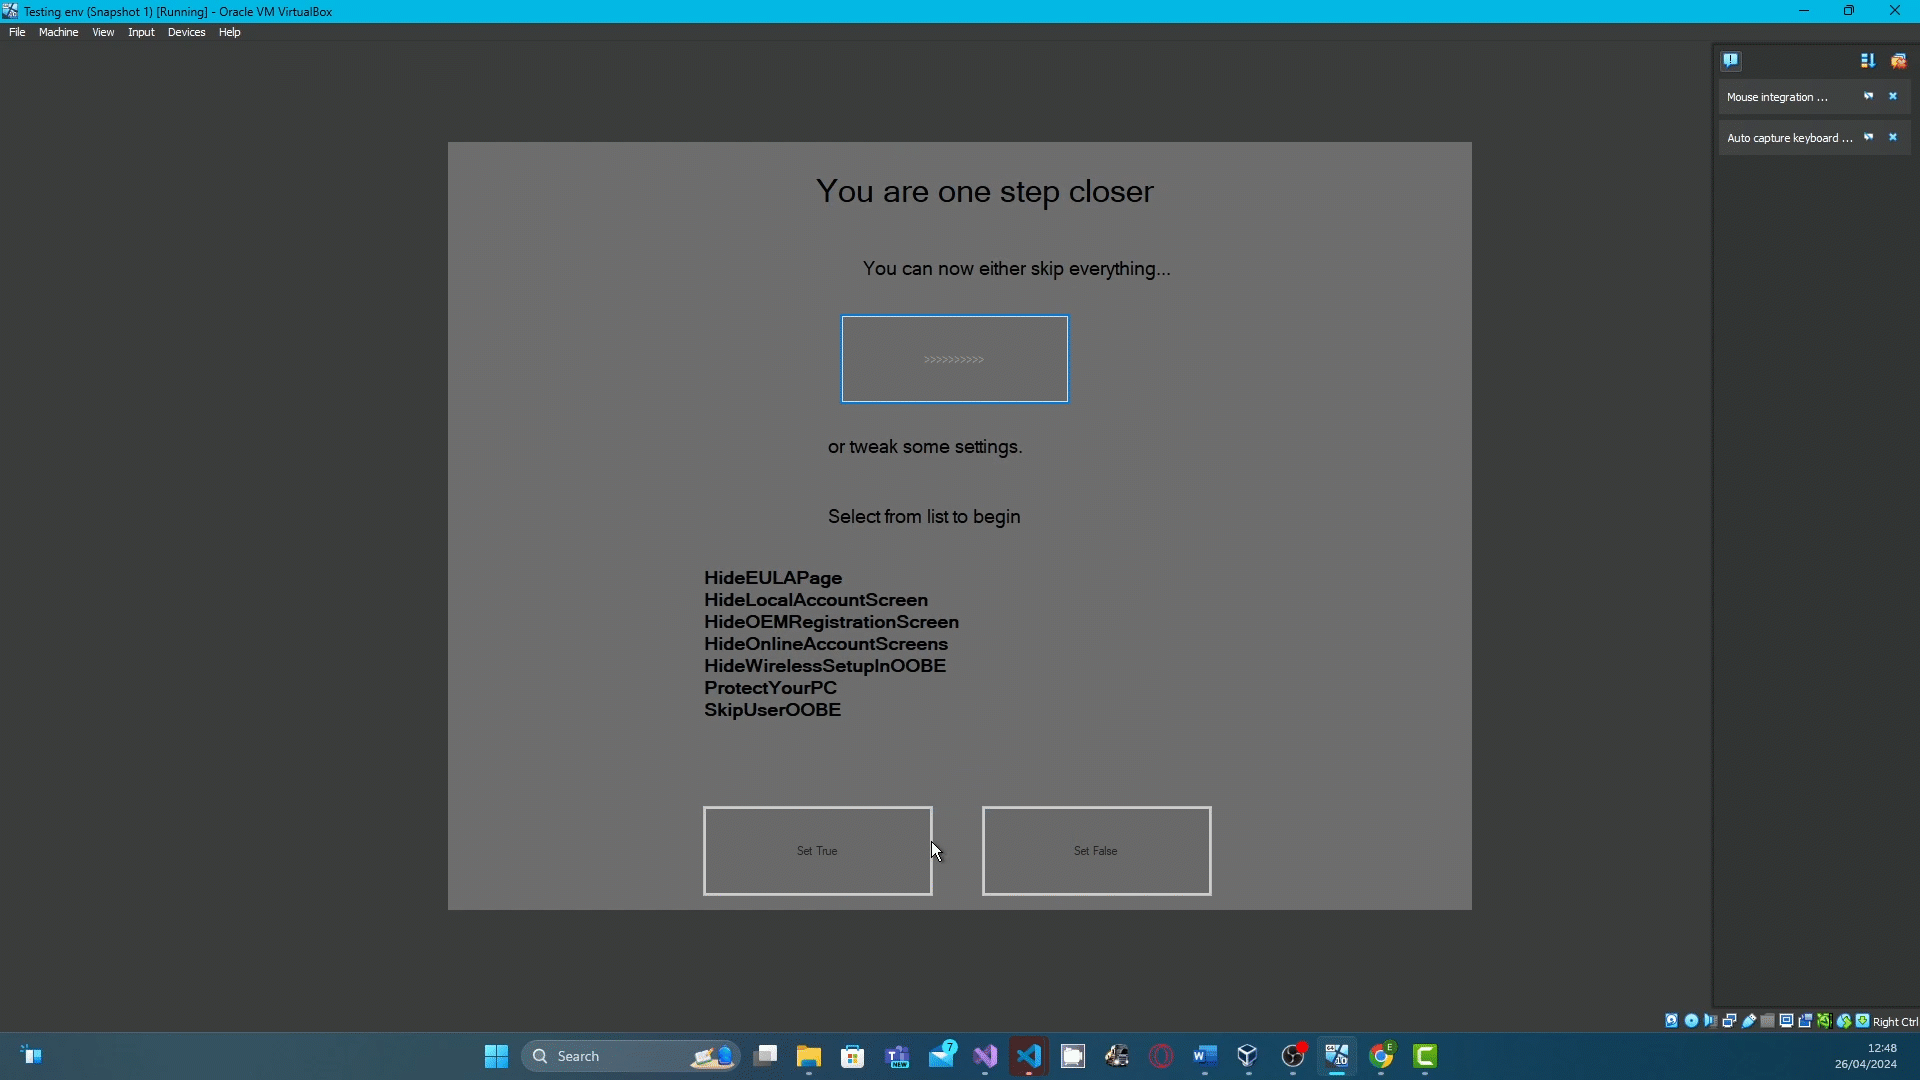 Testing env (Snapshot 1) [Running] - Oracle VM VirtualBox
File Machine View Input Devices Help
Mouse integration ...
Auto capture keyboard ...
You are one step closer
You can now either skip everything...
>>>>>>>>>>
or tweak some settings.
Select from list to begin
HideEULAPage
HideLocalAccountScreen
HideOEMRegistrationScreen
HideOnlineAccountScreens
HideWirelessSetupInOOBE
ProtectYourPC
SkipUserOOBE
Set True Set False
Right Ctrl
Search
NEW
7
E
12:48
26/04/2024